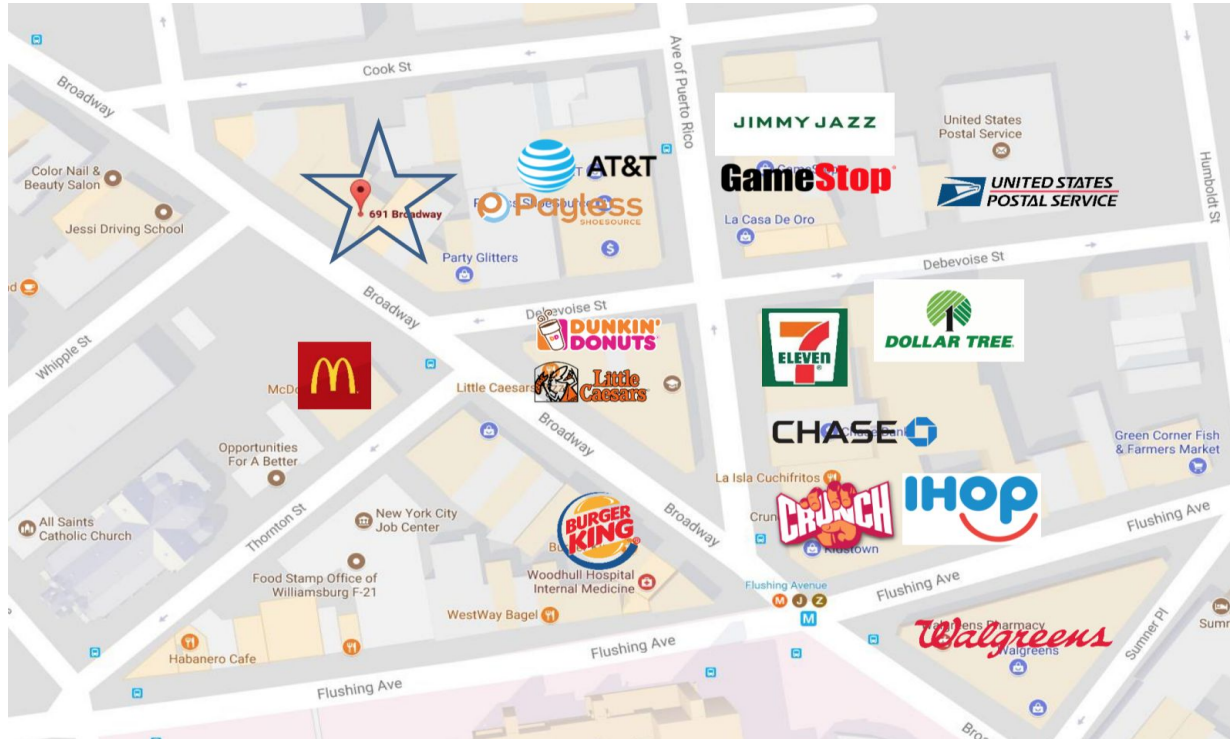 Cook St
Broadway
Ave of Puerto Rico
Humboldt St
JIMMY JAZZ
United States
Postal Service
AT&T
GameStop
UNITED STATES
POSTAL SERVICE
Color Nail &
Beauty Salon
Payless
SHOESOURCE
691 Broadway
La Casa De Oro
Jessi Driving School
Party Glitters
$
Debevoise St
Broadway
Debevoise St
DUNKIN'
DONUTS
7
ELEVEN
DOLLAR TREE
Whipple St
McDo
Little Caesars
Little
Caesars
Broadway
CHASE
Opportunities
For A Better
Green Corner Fish
& Farmers Market
La Isla Cuchifritos
CRUNCH
IHOP
Thornton St
New York City
Job Center
All Saints
Catholic Church
BURGER
KING
Broadway
Flushing Ave
Kidstown
Woodhull Hospital
Internal Medicine
Food Stamp Office of
Williamsburg F-21
Flushing Avenue
M J Z
M
Flushing Ave
WestWay Bagel
Walgreens Pharmacy
Walgreens
Walgreens
Sumner Pl
Sumn
Flushing Ave
Habanero Cafe
Flushing Ave
Bro